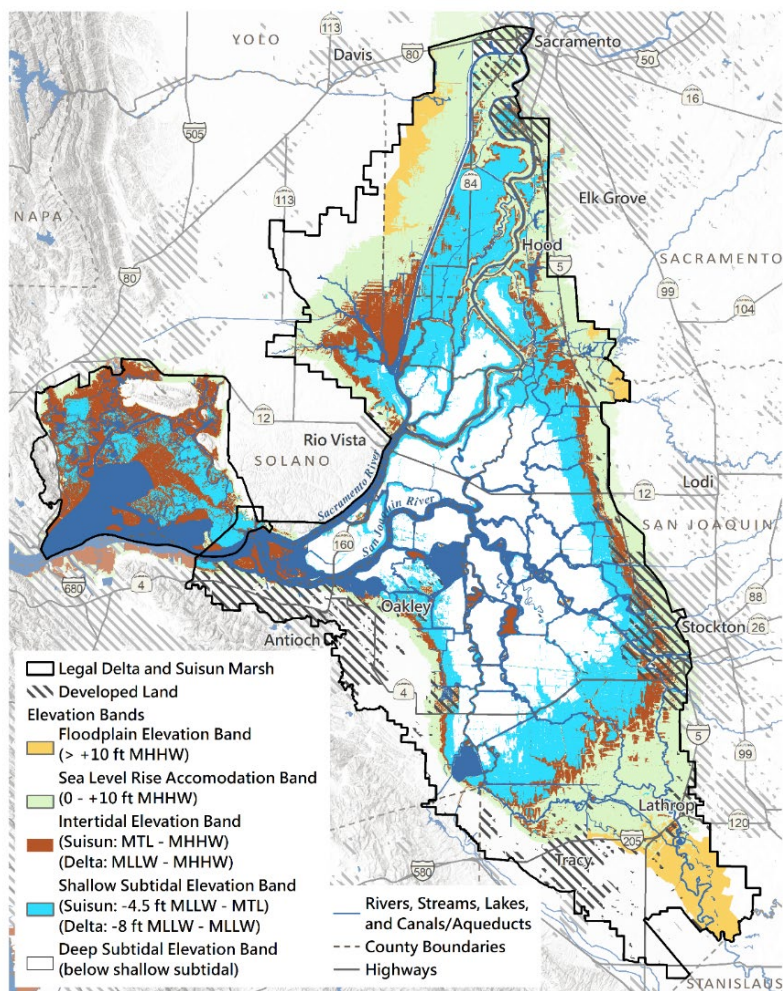 YOLO
113
Davis
80
Sacramento
50
16
505
84
Elk Grove
NAPA
113
Hood
5
SACRAMENTO
80
99
104
12
Rio Vista
SOLANO
Sacramento River
Lodi
12
San Joaquin River
SAN JOAQUIN
160
680
4
88
Oakley
26
Antioch
Stockton
4
5
99
Lathrop
120
205
Tracy
580
STANISLAUS
Legal Delta and Suisun Marsh
Developed Land
Elevation Bands
Floodplain Elevation Band
(> +10 ft MHHW)
Sea Level Rise Accomodation Band
(0 - +10 ft MHHW)
Intertidal Elevation Band
(Suisun: MTL - MHHW)
(Delta: MLLW - MHHW)
Shallow Subtidal Elevation Band
(Suisun: -4.5 ft MLLW - MTL)
(Delta: -8 ft MLLW - MLLW)
Deep Subtidal Elevation Band
(below shallow subtidal)
Rivers, Streams, Lakes,
and Canals/Aqueducts
County Boundaries
Highways